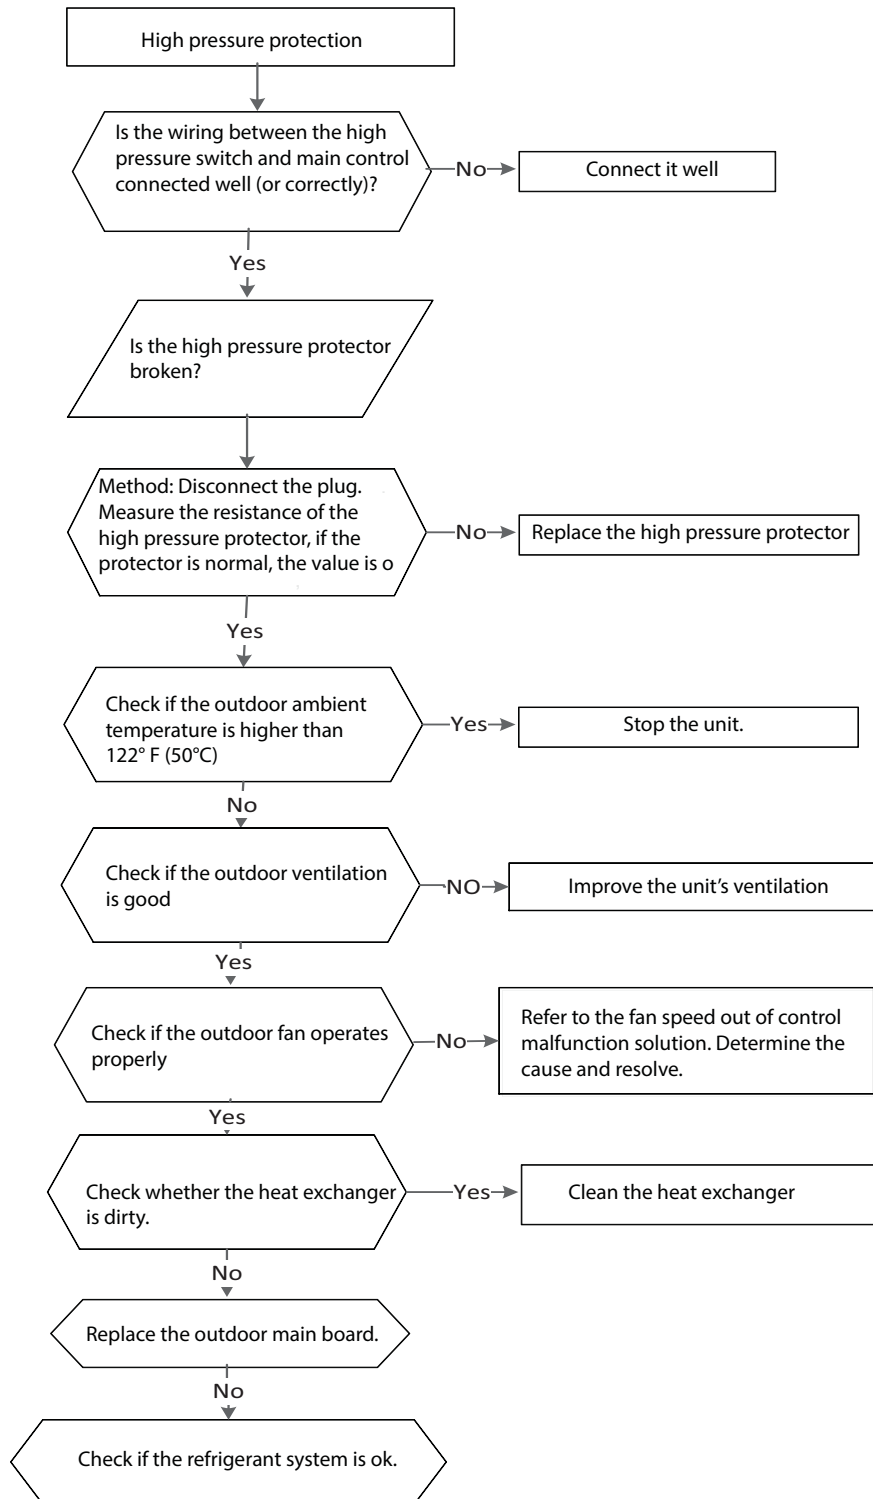 High pressure protection
Is the wiring between the high
pressure switch and main control
connected well (or correctly)?
No
Connect it well
Yes
Is the high pressure protector
broken?
Method: Disconnect the plug.
Measure the resistance of the
high pressure protector, if the
protector is normal, the value is o
No
Replace the high pressure protector
Yes
Check if the outdoor ambient
temperature is higher than
122° F (50°C)
Yes
Stop the unit.
No
Check if the outdoor ventilation
is good
NO
Improve the unit's ventilation
Yes
Check if the outdoor fan operates
properly
No
Refer to the fan speed out of control
malfunction solution. Determine the
cause and resolve.
Yes
Check whether the heat exchanger
is dirty.
Yes
Clean the heat exchanger
No
Replace the outdoor main board.
No
Check if the refrigerant system is ok.